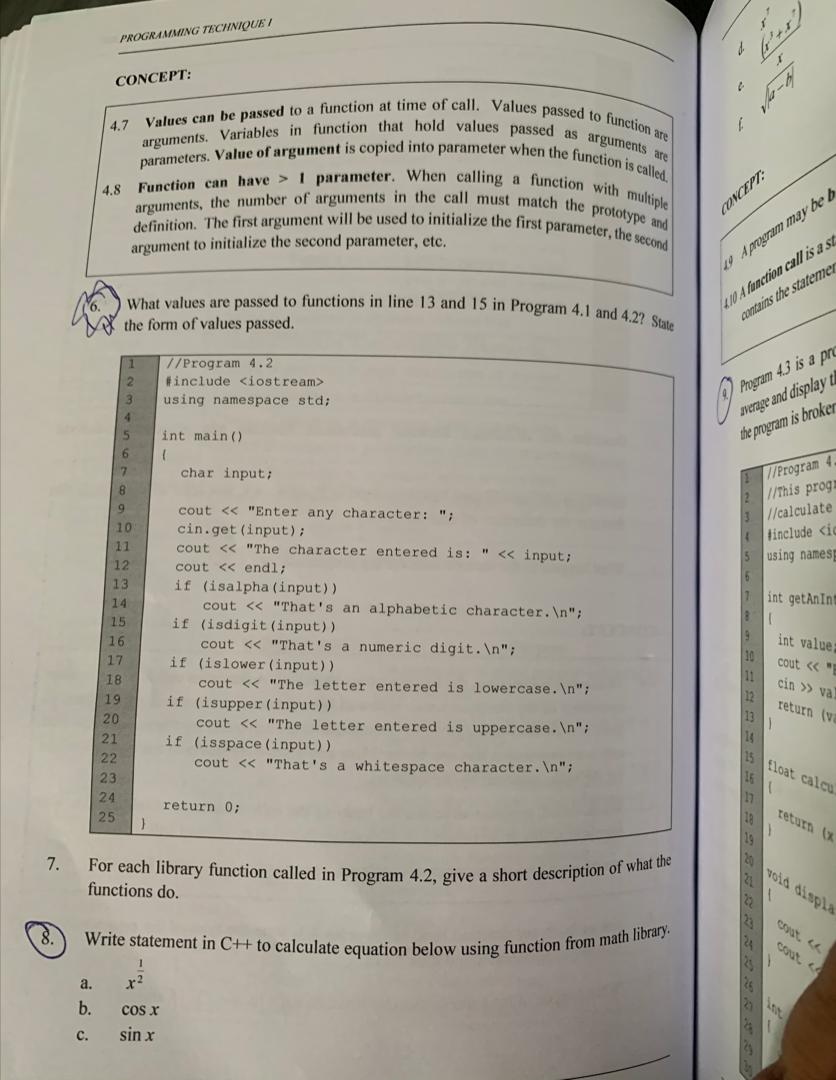 PROGRAMMING TECHNIQUE I
CONCEPT:
4.7 Values can be passed to a function at time of call. Values passed to function are
arguments. Variables in function that hold values passed as arguments are
parameters. Value of argument is copied into parameter when the function is called.
4.8 Function can have > 1 parameter. When calling a function with multiple
arguments, the number of arguments in the call must match the prototype and
definition. The first argument will be used to initialize the first parameter, the second
argument to initialize the second parameter, etc.
6. What values are passed to functions in line 13 and 15 in Program 4.1 and 4.2? State
the form of values passed.
1 //Program 4.2
2 #include <iostream>
3 using namespace std;
4
5 int main()
6 {
7 char input;
8
9 cout << "Enter any character: ";
10 cin.get(input);
11 cout << "The character entered is: " << input;
12 cout << endl;
13 if (isalpha(input))
14 cout << "That's an alphabetic character.\n";
15 if (isdigit(input))
16 cout << "That's a numeric digit.\n";
17 if (islower(input))
18 cout << "The letter entered is lowercase.\n";
19 if (isupper(input))
20 cout << "The letter entered is uppercase.\n";
21 if (isspace(input))
22 cout << "That's a whitespace character.\n";
23
24 return 0;
25 }
7. For each library function called in Program 4.2, give a short description of what the
functions do.
8. Write statement in C++ to calculate equation below using function from math library.
a. x^(1/2)
b. cos x
c. sin x
d. x^7
e. (x^3 + x^7) / x
f. √|a − b|
CONCEPT:
4.9 A program may be b
4.10 A function call is a st
contains the statemen
9. Program 4.3 is a pro
average and display th
the program is broken
1 //Program 4.
2 //This progr
3 //calculate
4 #include <io
5 using namesp
6
7 int getAnInt
8 {
9 int value;
10 cout << "E
11 cin >> val
12 return (va
13 }
14
15 float calcu
16 {
17
18 return (x
19 }
20
21 void displa
22 {
23 cout <<
24 cout <<
25 }
26
27 int
28 {
29
30